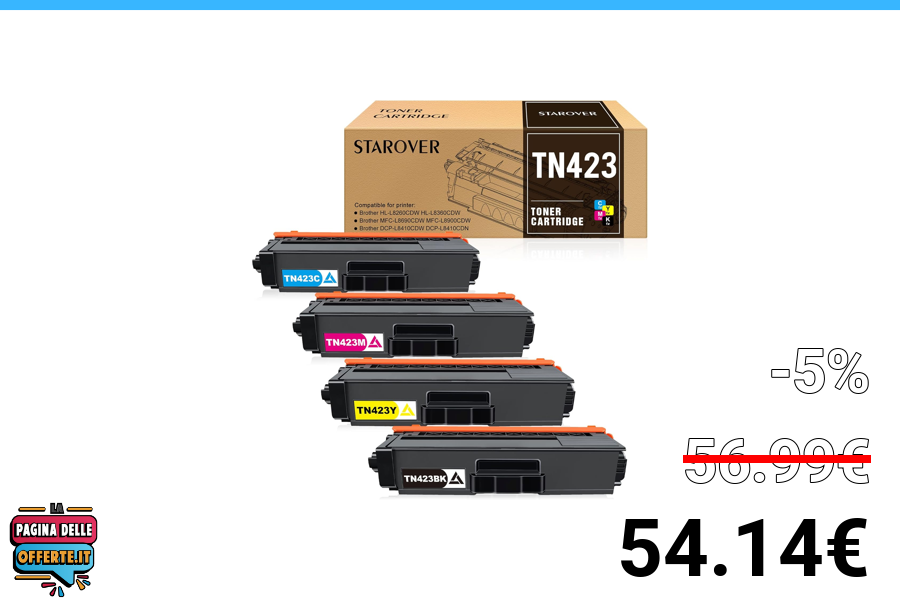 TONER
CARTRIDGE
STAROVER
STAROVER
TN423
Compatible for printer:
● Brother HL-L8260CDW HL-L8360CDW
● Brother MFC-L8690CDW MFC-L8900CDW
● Brother DCP-L8410CDW DCP-L8410CDN
TONER
CARTRIDGE
C
Y
M
K
TN423C
TN423M
TN423Y
TN423BK
-5%
56.99€
54.14€
LA
PAGINA DELLE
OFFERTE.IT